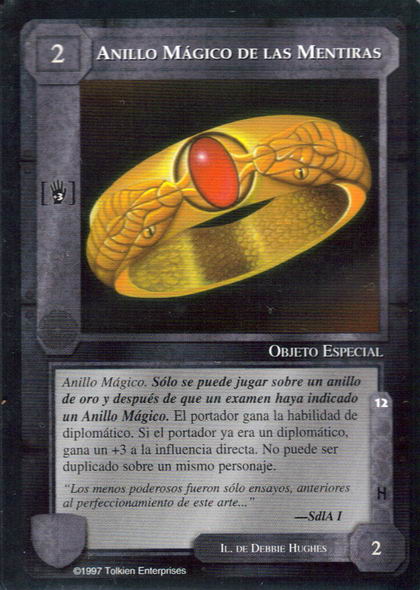 2
ANILLO MÁGICO DE LAS MENTIRAS
[3]
OBJETO ESPECIAL
Anillo Mágico. Sólo se puede jugar sobre un anillo
de oro y después de que un examen haya indicado
un Anillo Mágico. El portador gana la habilidad de
diplomático. Si el portador ya era un diplomático,
gana un +3 a la influencia directa. No puede ser
duplicado sobre un mismo personaje.
12
"Los menos poderosos fueron sólo ensayos, anteriores
al perfeccionamiento de este arte..."
—SdlA I
H
IL. DE DEBBIE HUGHES
2
©1997 Tolkien Enterprises